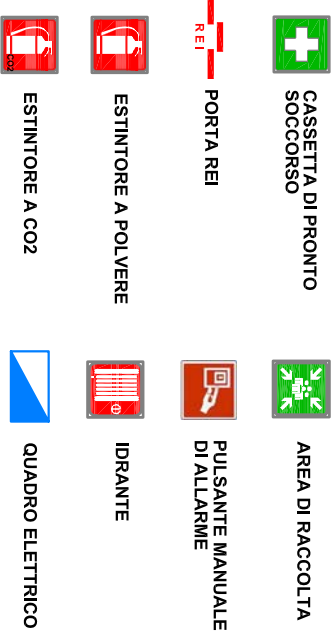 CASSETTA DI PRONTO
SOCCORSO
REI
PORTA REI
ESTINTORE A POLVERE
CO2
ESTINTORE A CO2
AREA DI RACCOLTA
PULSANTE MANUALE
DI ALLARME
IDRANTE
QUADRO ELETTRICO